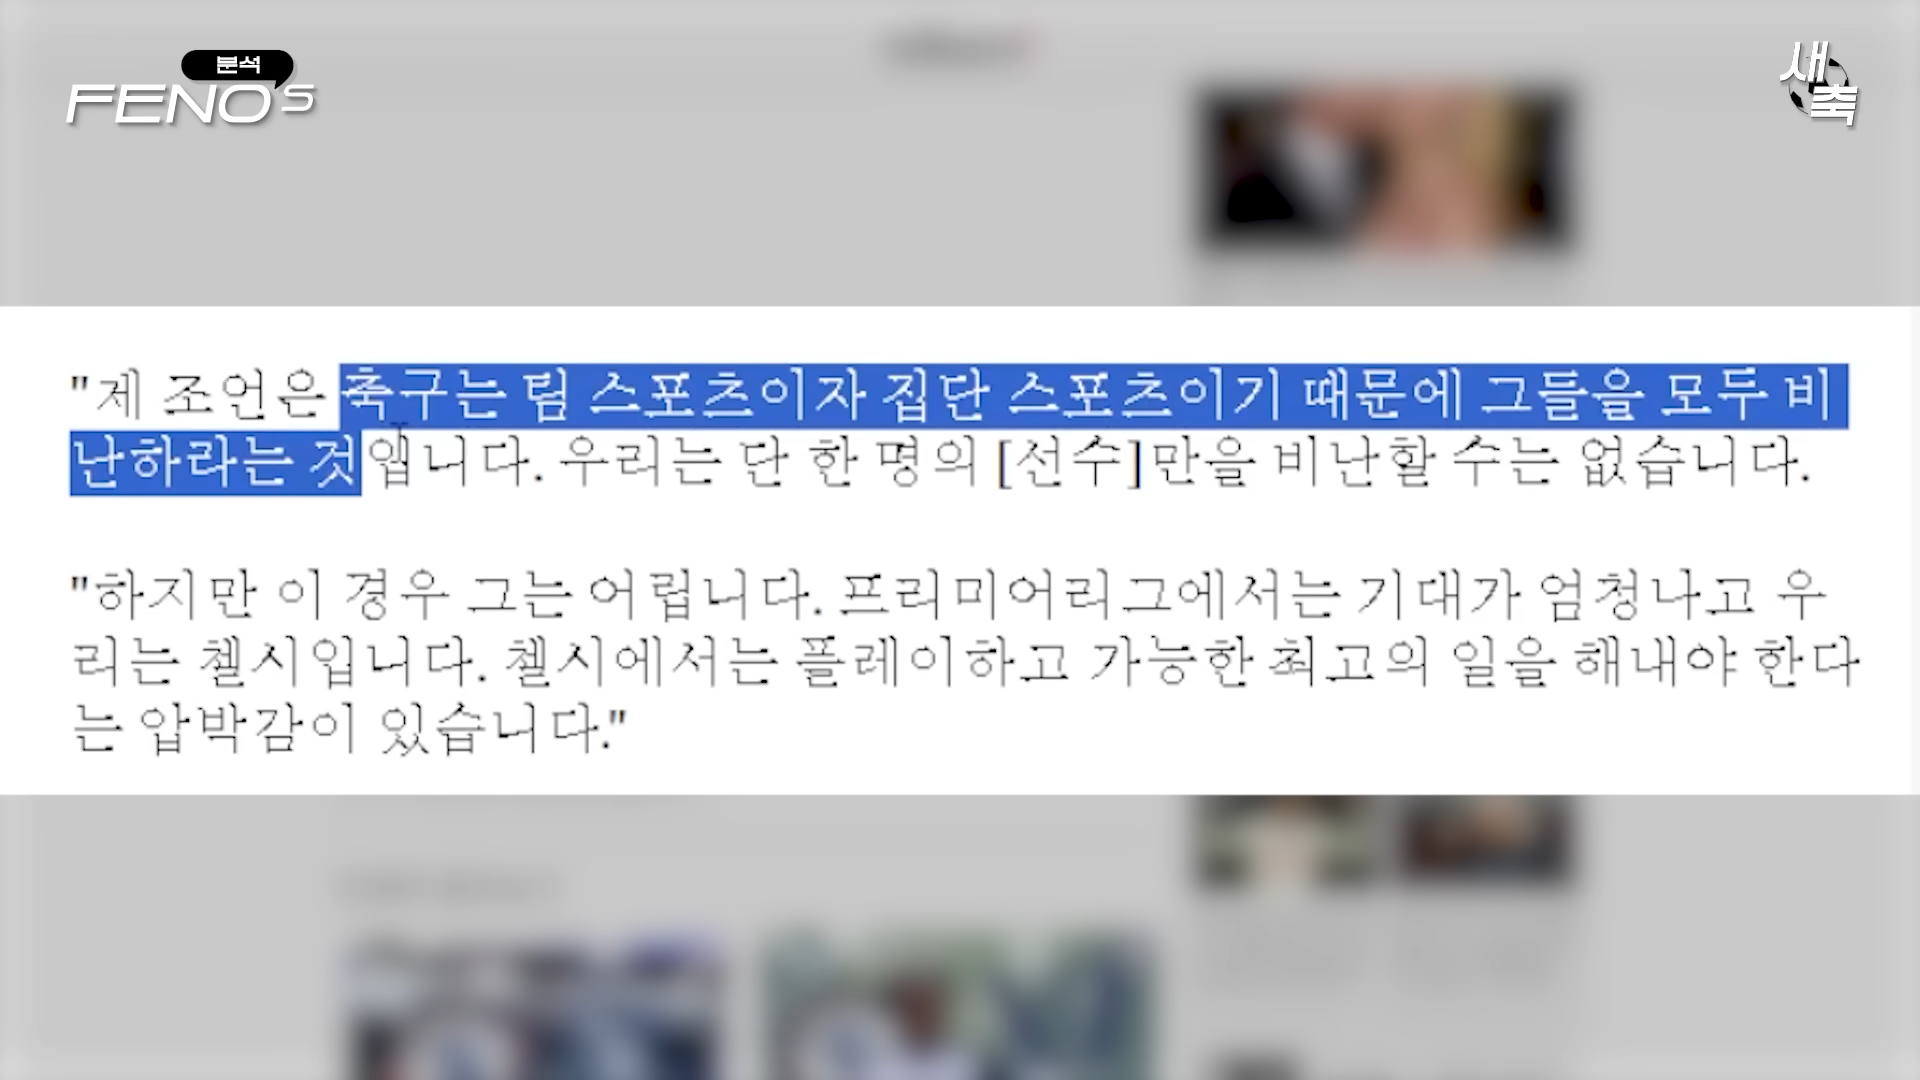 분석
FENO's
새축
"제 조언은 축구는 팀 스포츠이자 집단 스포츠이기 때문에 그들을 모두 비
난하라는 것입니다. 우리는 단 한 명의 [선수]만을 비난할 수는 없습니다.
"하지만 이 경우 그는 어렵습니다. 프리미어리그에서는 기대가 엄청나고 우
리는 첼시입니다. 첼시에서는 플레이하고 가능한 최고의 일을 해내야 한다
는 압박감이 있습니다."